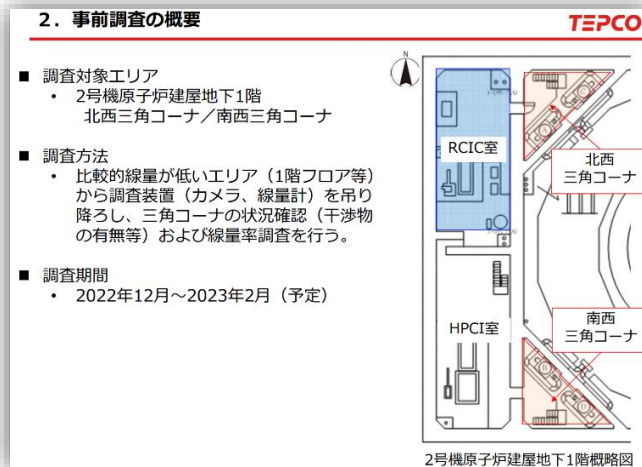 2．事前調査の概要
TEPCO
■ 調査対象エリア
• 2号機原子炉建屋地下1階
北西三角コーナ／南西三角コーナ
■ 調査方法
• 比較的線量が低いエリア（1階フロア等）
から調査装置（カメラ、線量計）を吊り
降ろし、三角コーナの状況確認（干渉物
の有無等）および線量率調査を行う。
■ 調査期間
• 2022年12月～2023年2月（予定）
N
RCIC室
北西
三角コーナ
HPCI室
南西
三角コーナ
2号機原子炉建屋地下1階概略図